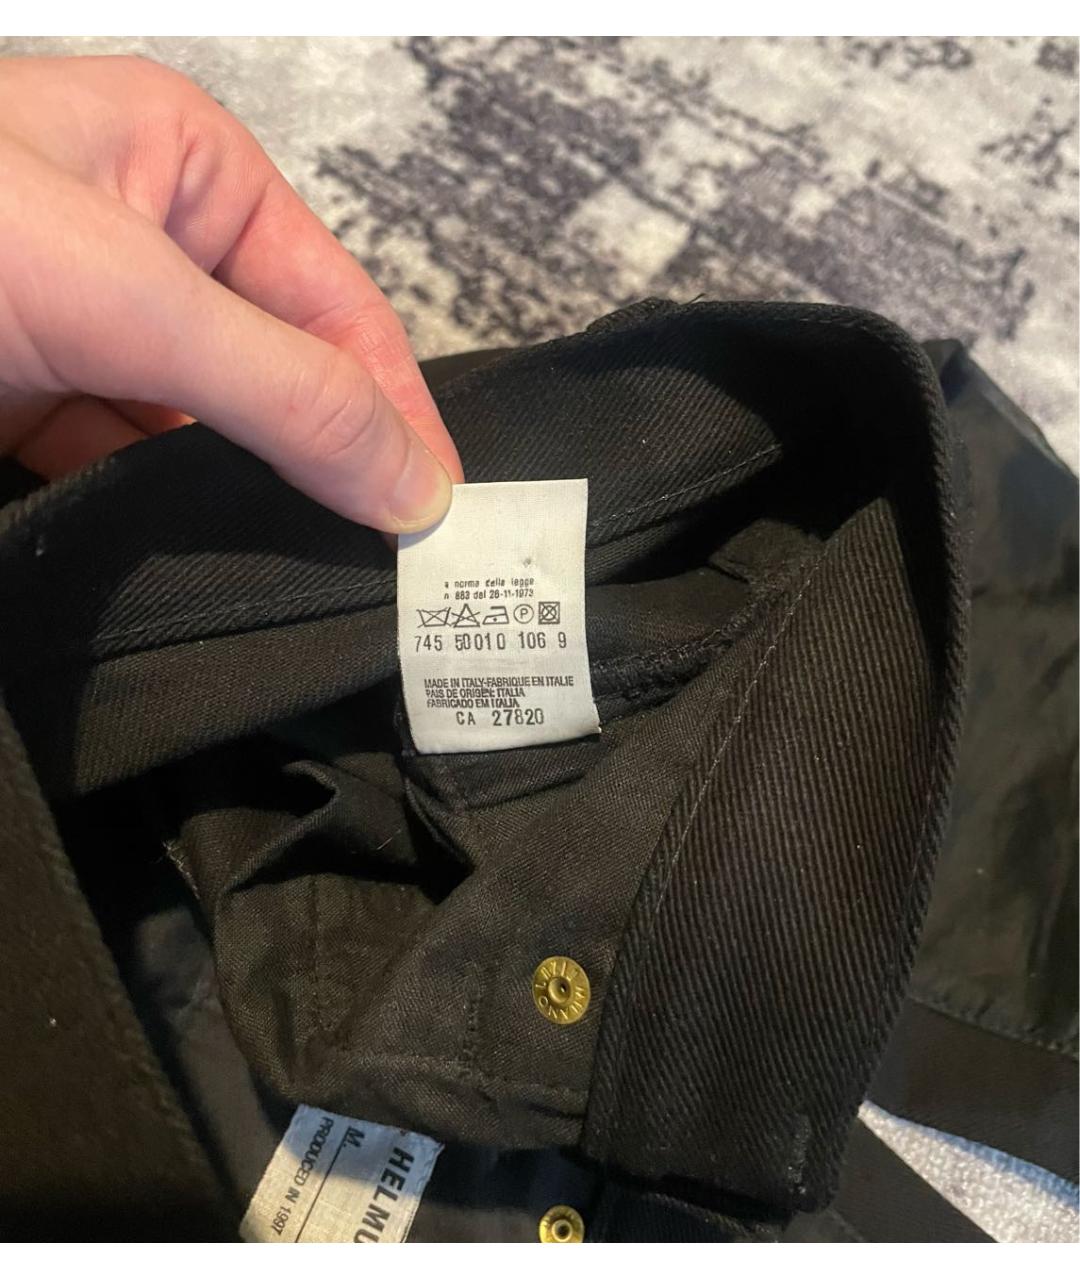 a norma della legge
n 883 del 26-11-1973
P
745 50010 106 9
MADE IN ITALY-FABRIQUE EN ITALIE
PAIS DE ORIGEN: ITALIA
FABRICADO EM ITALIA
CA 27820
MILANO
HELMU
M.
PRODUCED IN 1997